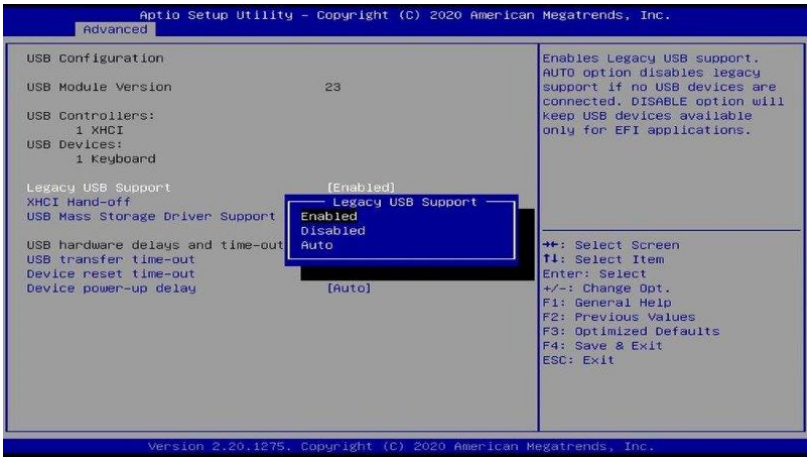 Aptio Setup Utility – Copyright (C) 2020 American Megatrends, Inc.
Advanced
USB Configuration
USB Module Version 23
USB Controllers:
1 XHCI
USB Devices:
1 Keyboard
Legacy USB Support [Enabled]
XHCI Hand-off
USB Mass Storage Driver Support
USB hardware delays and time-out
USB transfer time-out
Device reset time-out
Device power-up delay [Auto]
Legacy USB Support
Enabled
Disabled
Auto
Enables Legacy USB support.
AUTO option disables legacy
support if no USB devices are
connected. DISABLE option will
keep USB devices available
only for EFI applications.
→←: Select Screen
↑↓: Select Item
Enter: Select
+/-: Change Opt.
F1: General Help
F2: Previous Values
F3: Optimized Defaults
F4: Save & Exit
ESC: Exit
Version 2.20.1275. Copyright (C) 2020 American Megatrends, Inc.